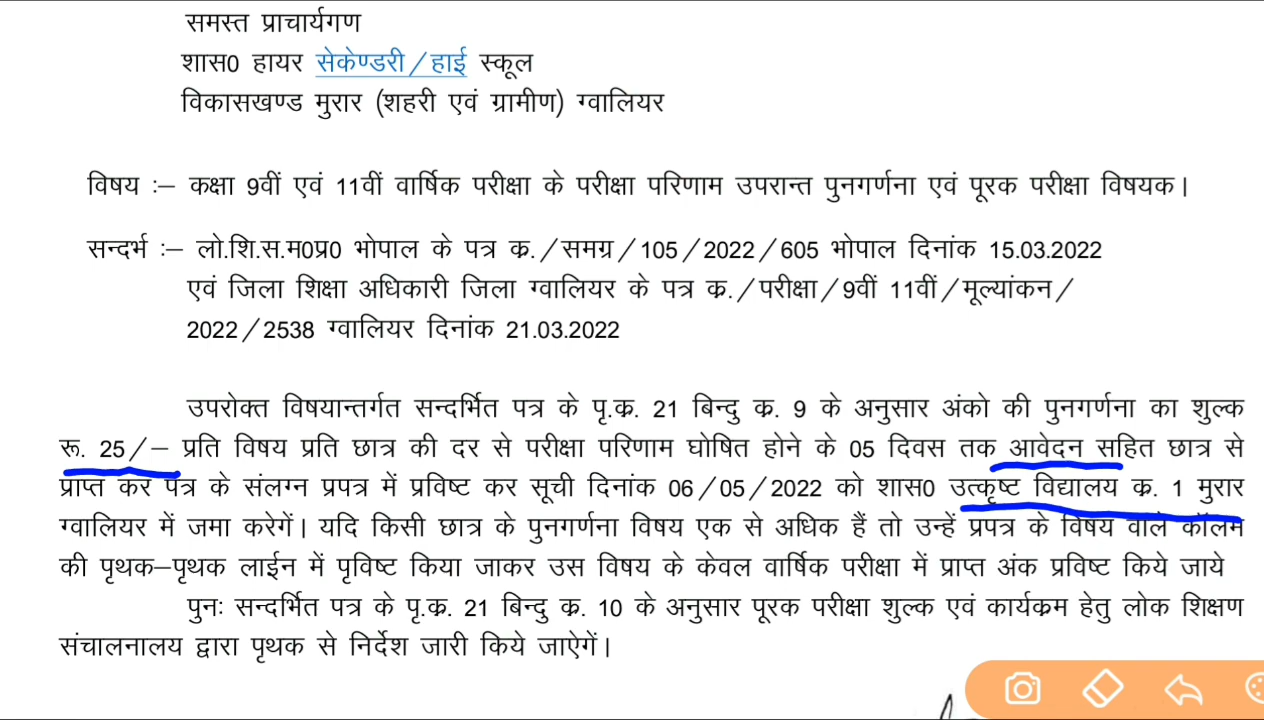 समस्त प्राचार्यगण
शास0 हायर सेकेण्डरी/हाई स्कूल
विकासखण्ड मुरार (शहरी एवं ग्रामीण) ग्वालियर
विषय :– कक्षा 9वीं एवं 11वीं वार्षिक परीक्षा के परीक्षा परिणाम उपरान्त पुनगर्णना एवं पूरक परीक्षा विषयक।
सन्दर्भ :– लो.शि.स.म0प्र0 भोपाल के पत्र क्र./समग्र/105/2022/605 भोपाल दिनांक 15.03.2022
एवं जिला शिक्षा अधिकारी जिला ग्वालियर के पत्र क्र./परीक्षा/9वीं 11वीं/मूल्यांकन/
2022/2538 ग्वालियर दिनांक 21.03.2022
उपरोक्त विषयान्तर्गत सन्दर्भित पत्र के पृ.क्र. 21 बिन्दु क्र. 9 के अनुसार अंको की पुनगर्णना का शुल्क
रू. 25/– प्रति विषय प्रति छात्र की दर से परीक्षा परिणाम घोषित होने के 05 दिवस तक आवेदन सहित छात्र से
प्राप्त कर पत्र के संलग्न प्रपत्र में प्रविष्ट कर सूची दिनांक 06/05/2022 को शास0 उत्कृष्ट विद्यालय क्र. 1 मुरार
ग्वालियर में जमा करेगें। यदि किसी छात्र के पुनगर्णना विषय एक से अधिक हैं तो उन्हें प्रपत्र के विषय वाले कॉलम
की पृथक–पृथक लाईन में पृविष्ट किया जाकर उस विषय के केवल वार्षिक परीक्षा में प्राप्त अंक प्रविष्ट किये जाये
पुनः सन्दर्भित पत्र के पृ.क्र. 21 बिन्दु क्र. 10 के अनुसार पूरक परीक्षा शुल्क एवं कार्यक्रम हेतु लोक शिक्षण
संचालनालय द्वारा पृथक से निर्देश जारी किये जाऐगें।